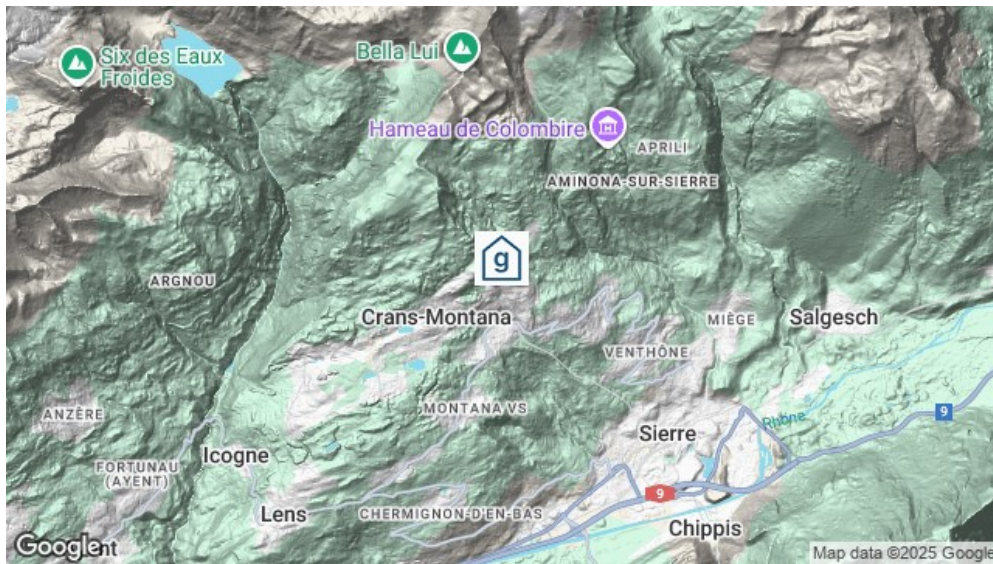 Six des Eaux
Froides
Bella Lui
Hameau de Colombire
APRILI
AMINONA-SUR-SIERRE
g
ARGNOU
Crans-Montana
MIÈGE
Salgesch
VENTHÔNE
ANZÈRE
MONTANA VS
9
Rhône
Sierre
Icogne
FORTUNAU
(AYENT)
9
Lens
CHERMIGNON-D'EN-BAS
Chippis
Google
nt
Map data ©2025 Google